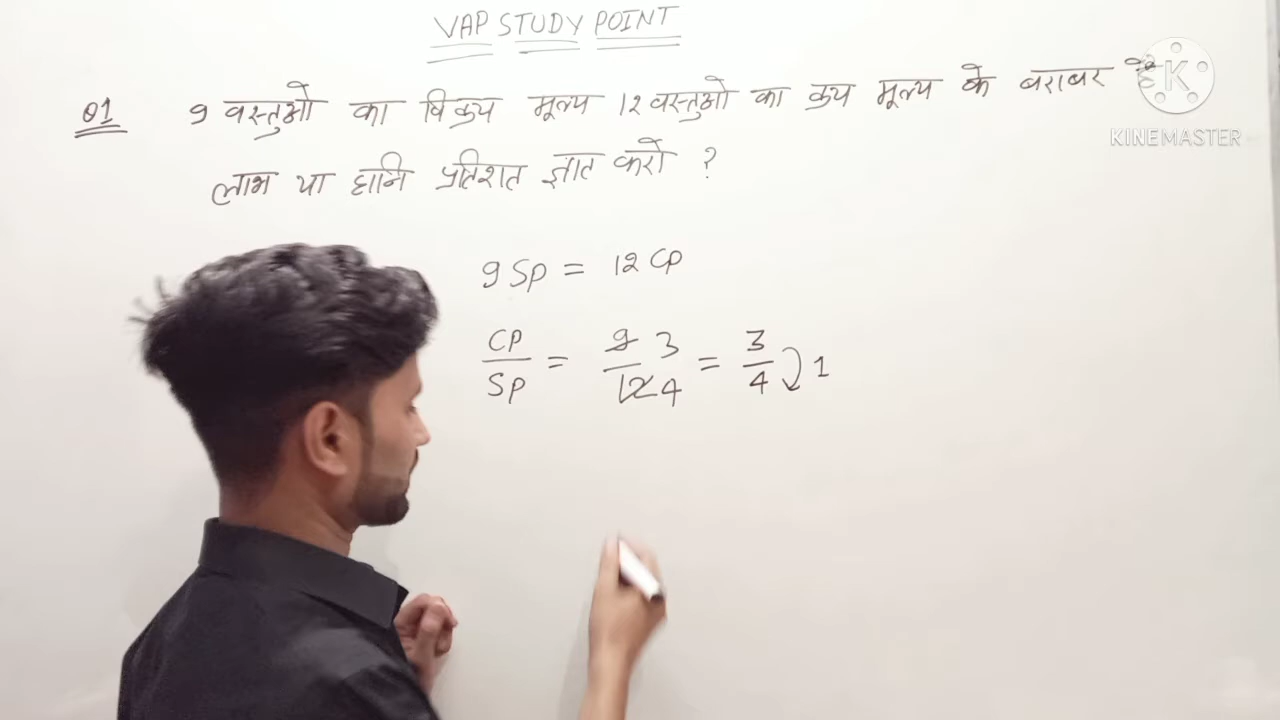 VAP STUDY POINT
Q1 9 वस्तुओ का विक्रय मूल्य 12 वस्तुओ का क्रय मूल्य के बराबर
लाभ या हानि प्रतिशत ज्ञात करो ?
9 SP = 12 CP
CP/SP = 9/12 3/4 = 3/4 1
K
KINEMASTER